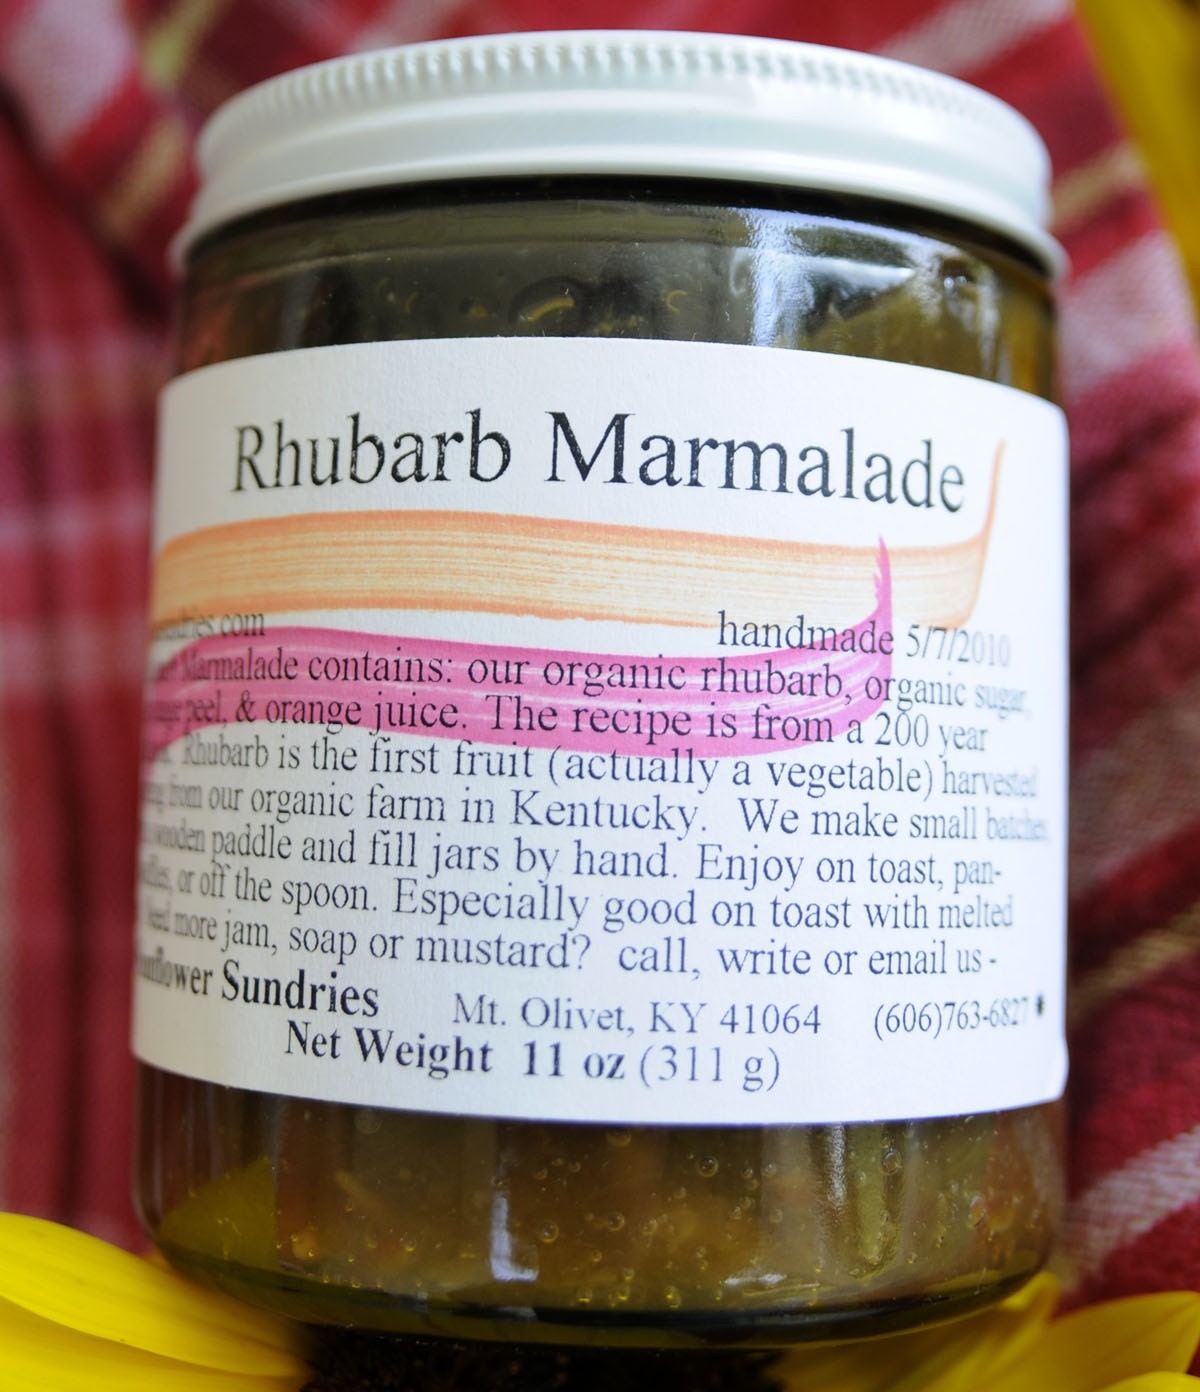 Rhubarb Marmalade
handmade 5/7/2010
Marmalade contains: our organic rhubarb, organic sugar,
peel, & orange juice. The recipe is from a 200 year
Rhubarb is the first fruit (actually a vegetable) harvested
from our organic farm in Kentucky. We make small batches
wooden paddle and fill jars by hand. Enjoy on toast, pan-
or off the spoon. Especially good on toast with melted
more jam, soap or mustard? call, write or email us -
Sundries Mt. Olivet, KY 41064 (606)763-6827 *
Net Weight 11 oz (311 g)